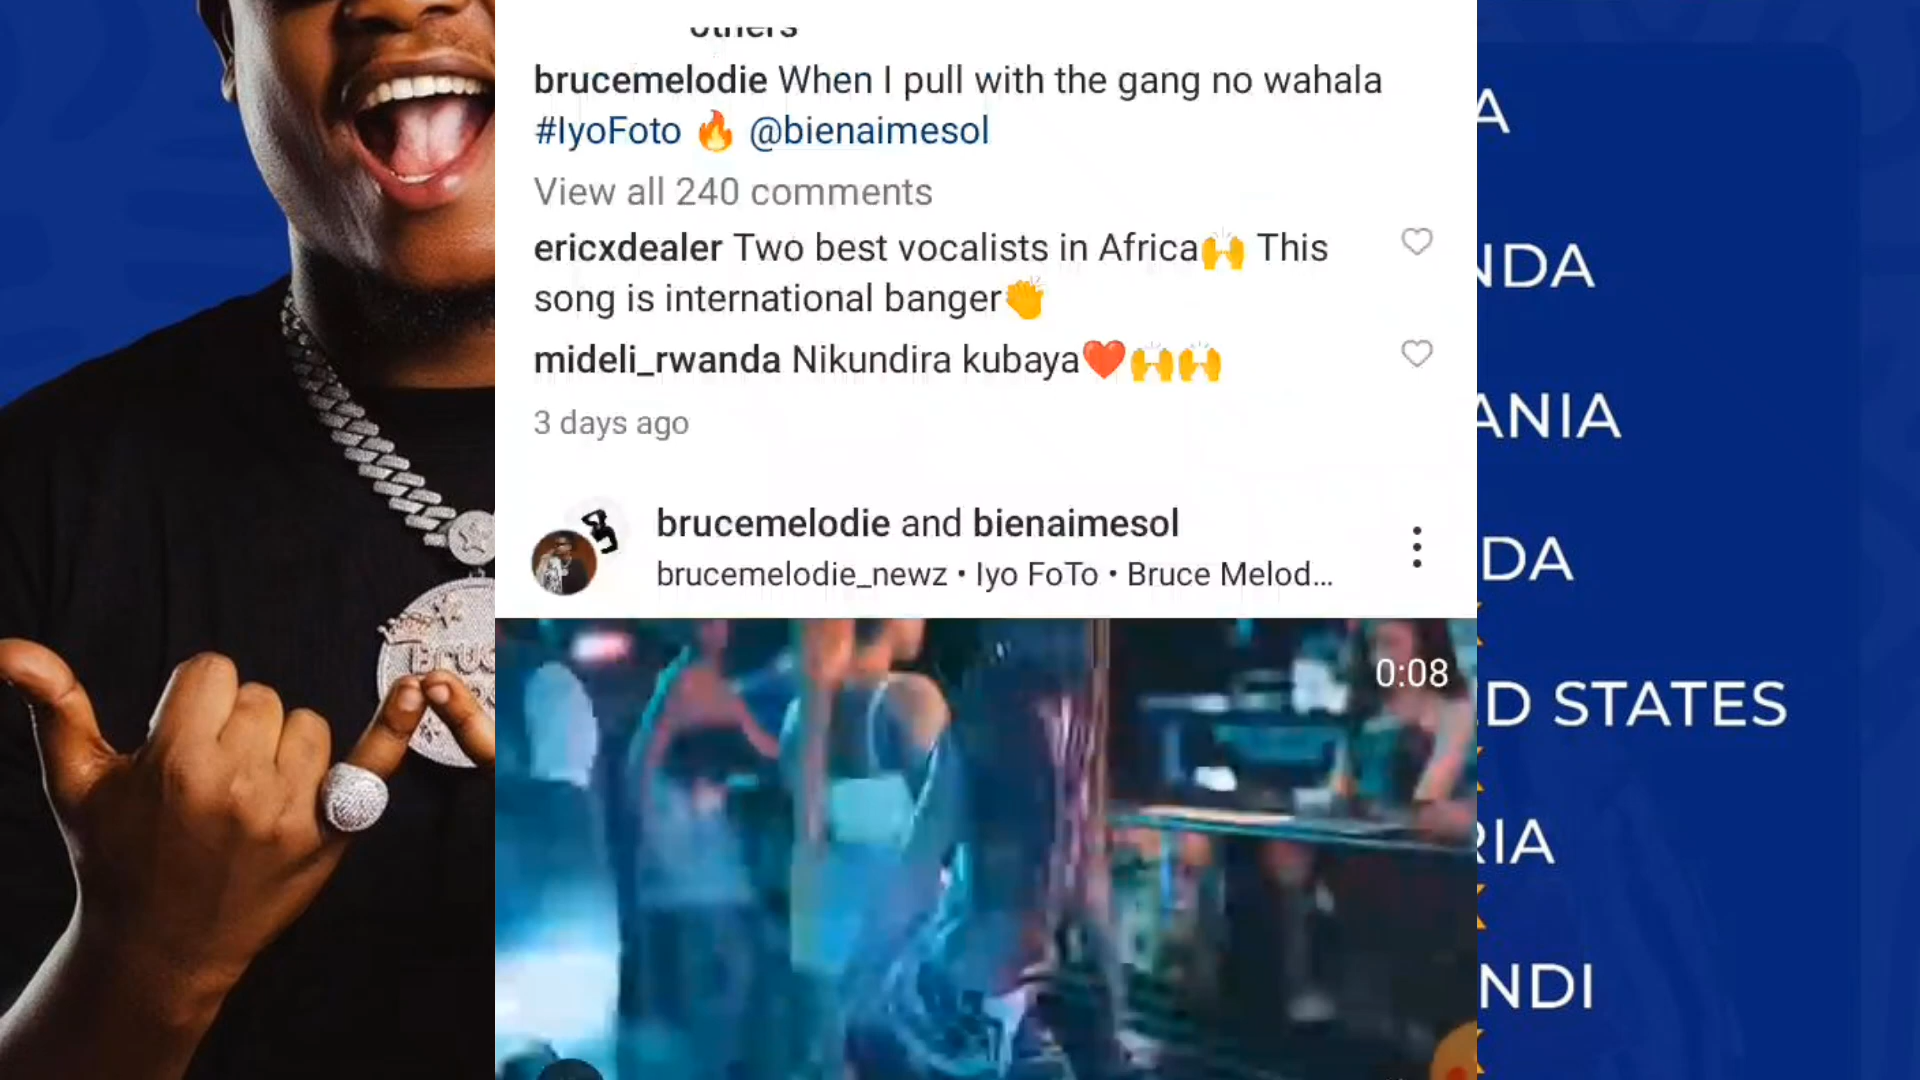 others
brucemelodie When I pull with the gang no wahala
#IyoFoto 🔥 @bienaimesol
View all 240 comments
ericxdealer Two best vocalists in Africa🙌 This
song is international banger👏
mideli_rwanda Nikundira kubaya❤️🙌🙌
3 days ago
brucemelodie and bienaimesol
brucemelodie_newz • Iyo FoTo • Bruce Melod...
0:08
A
NDA
ANIA
DA
ED STATES
RIA
NDI